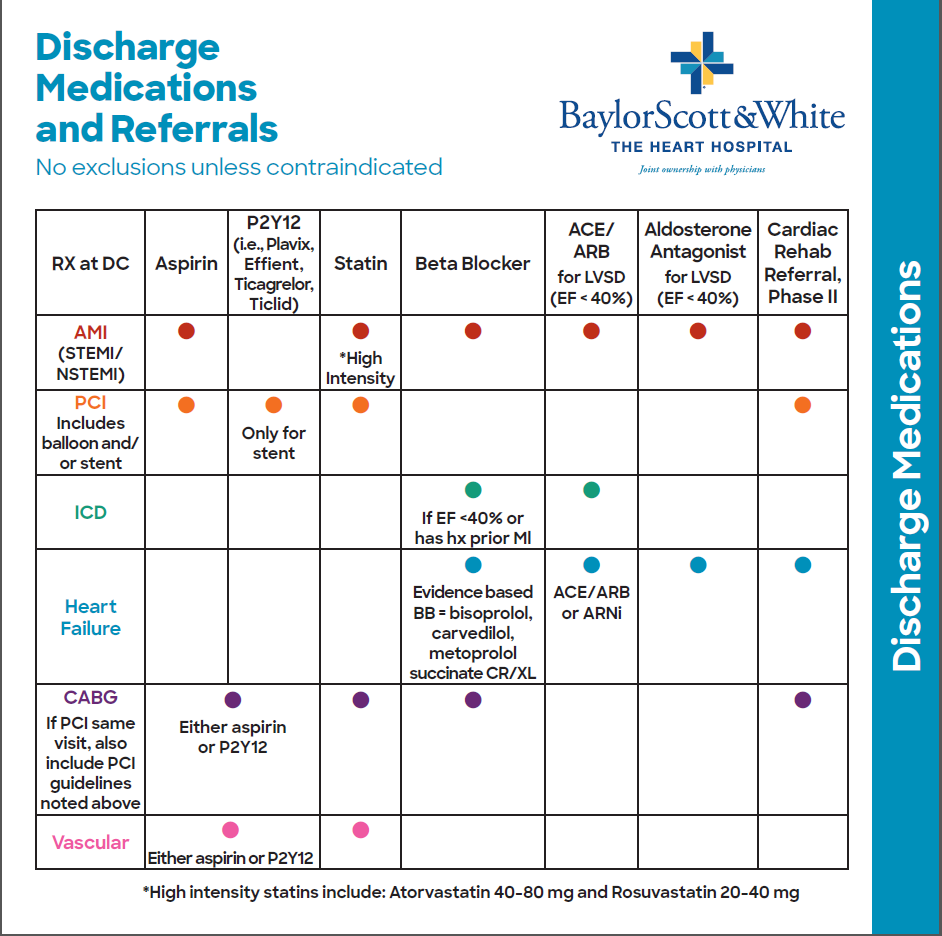 Discharge
Medications
and Referrals
No exclusions unless contraindicated
BaylorScott&White
THE HEART HOSPITAL
Joint ownership with physicians
RX at DC
Aspirin
P2Y12
(i.e., Plavix,
Effient,
Ticagrelor,
Ticlid)
Statin
Beta Blocker
ACE/
ARB
for LVSD
(EF < 40%)
Aldosterone
Antagonist
for LVSD
(EF < 40%)
Cardiac
Rehab
Referral,
Phase II
AMI
(STEMI/
NSTEMI)
*High
Intensity
PCI
Includes
balloon and/
or stent
Only for
stent
ICD
If EF <40% or
has hx prior MI
Heart
Failure
Evidence based
BB = bisoprolol,
carvedilol,
metoprolol
succinate CR/XL
ACE/ARB
or ARNi
CABG
If PCI same
visit, also
include PCI
guidelines
noted above
Either aspirin
or P2Y12
Vascular
Either aspirin or P2Y12
*High intensity statins include: Atorvastatin 40-80 mg and Rosuvastatin 20-40 mg
Discharge Medications